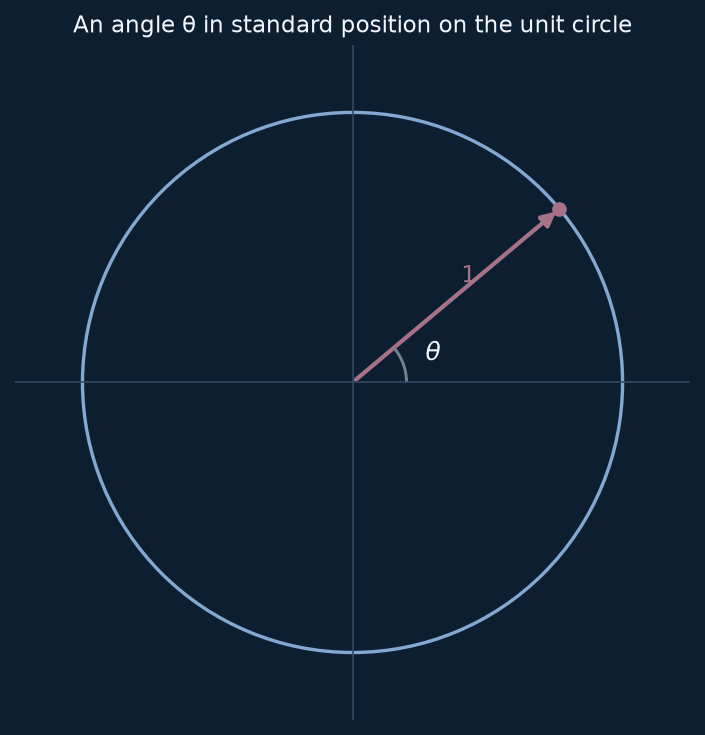 An angle θ in standard position on the unit circle
1
θ